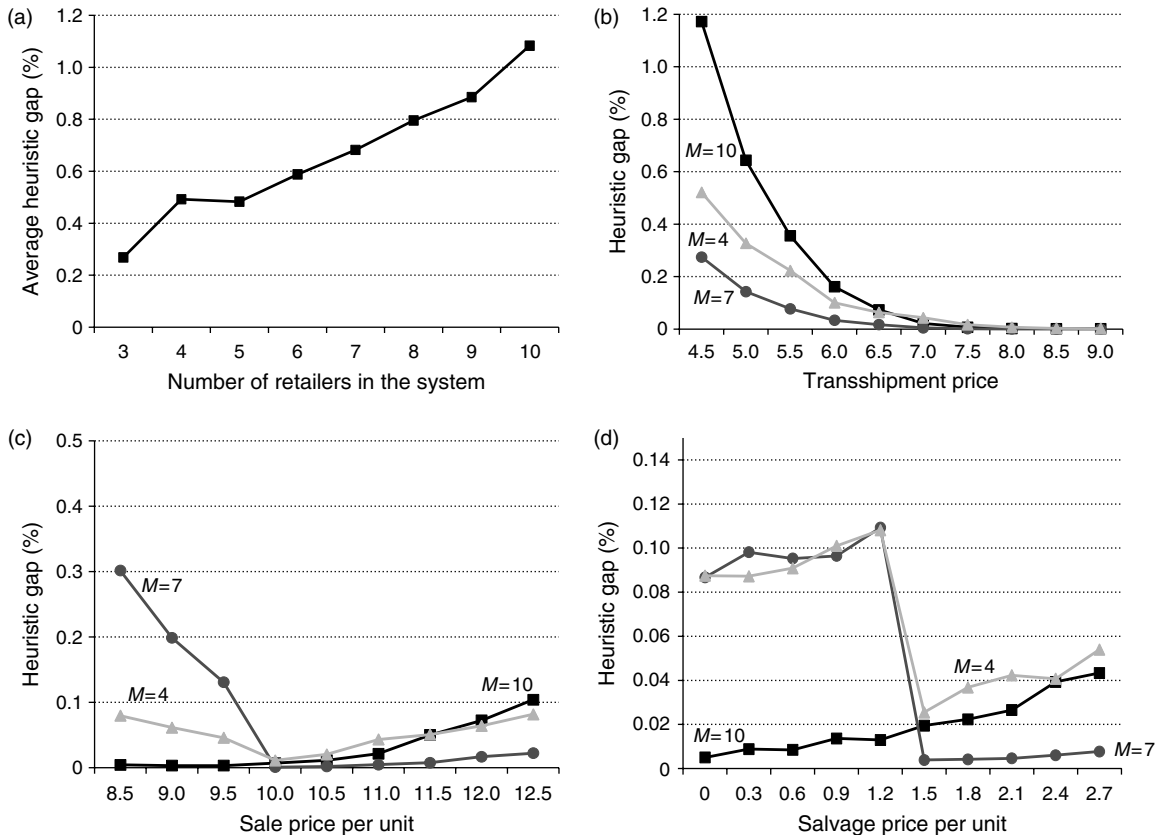 (a)
Average heuristic gap (%)
1.2
1.0
0.8
0.6
0.4
0.2
0
3 4 5 6 7 8 9 10
Number of retailers in the system
(b)
Heuristic gap (%)
1.2
1.0
0.8
0.6
0.4
0.2
0
M=10
M=4
M=7
4.5 5.0 5.5 6.0 6.5 7.0 7.5 8.0 8.5 9.0
Transshipment price
(c)
Heuristic gap (%)
0.5
0.4
0.3
0.2
0.1
0
M=7
M=4
M=10
8.5 9.0 9.5 10.0 10.5 11.0 11.5 12.0 12.5
Sale price per unit
(d)
Heuristic gap (%)
0.14
0.12
0.10
0.08
0.06
0.04
0.02
0
M=4
M=10
M=7
0 0.3 0.6 0.9 1.2 1.5 1.8 2.1 2.4 2.7
Salvage price per unit